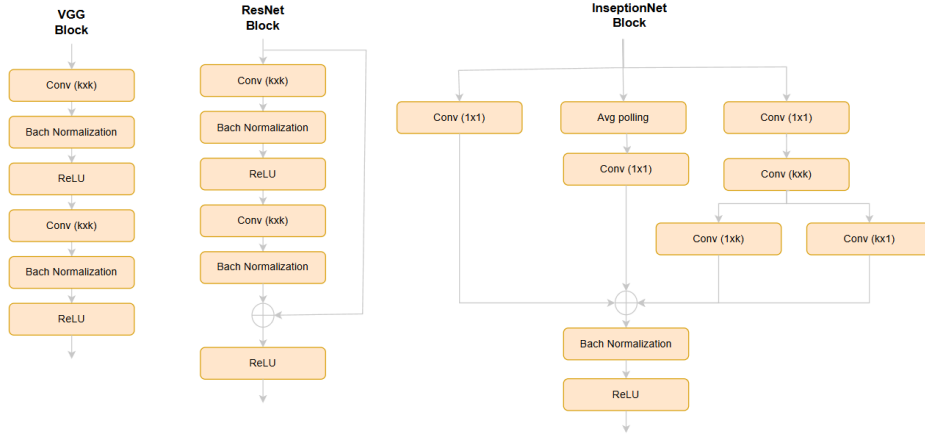 VGG
Block
Conv (kxk)
Bach Normalization
ReLU
Conv (kxk)
Bach Normalization
ReLU
ResNet
Block
Conv (kxk)
Bach Normalization
ReLU
Conv (kxk)
Bach Normalization
ReLU
InseptionNet
Block
Conv (1x1)
Avg polling
Conv (1x1)
Conv (1x1)
Conv (kxk)
Conv (1xk)
Conv (kx1)
Bach Normalization
ReLU